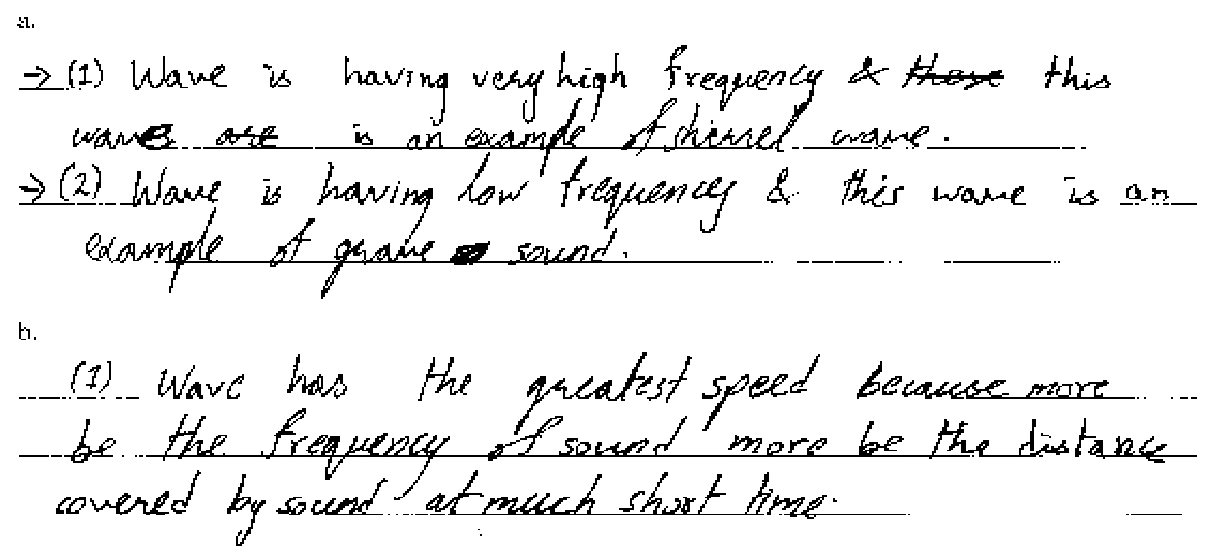 a.
→ (1) Wave is having very high frequency & these this
wave are is an example of shirrel wave.
→ (2) Wave is having low frequency & this wave is an
example of grave sound.
b.
(1) Wave has the greatest speed because more
be the frequency of sound more be the distance
covered by sound at much short time.